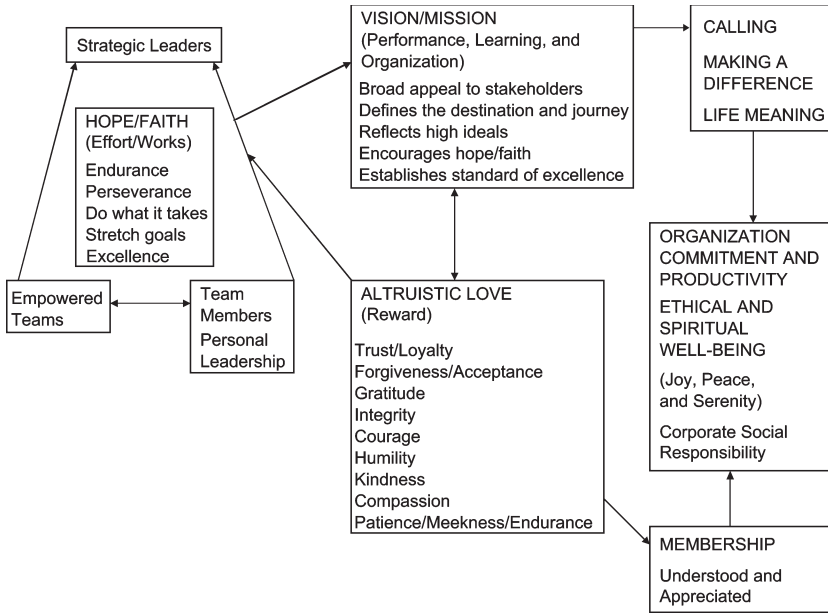 Strategic Leaders
HOPE/FAITH
(Effort/Works)
Endurance
Perseverance
Do what it takes
Stretch goals
Excellence
Empowered
Teams
Team
Members
Personal
Leadership
VISION/MISSION
(Performance, Learning, and
Organization)
Broad appeal to stakeholders
Defines the destination and journey
Reflects high ideals
Encourages hope/faith
Establishes standard of excellence
ALTRUISTIC LOVE
(Reward)
Trust/Loyalty
Forgiveness/Acceptance
Gratitude
Integrity
Courage
Humility
Kindness
Compassion
Patience/Meekness/Endurance
CALLING
MAKING A
DIFFERENCE
LIFE MEANING
ORGANIZATION
COMMITMENT AND
PRODUCTIVITY
ETHICAL AND
SPIRITUAL
WELL-BEING
(Joy, Peace,
and Serenity)
Corporate Social
Responsibility
MEMBERSHIP
Understood and
Appreciated